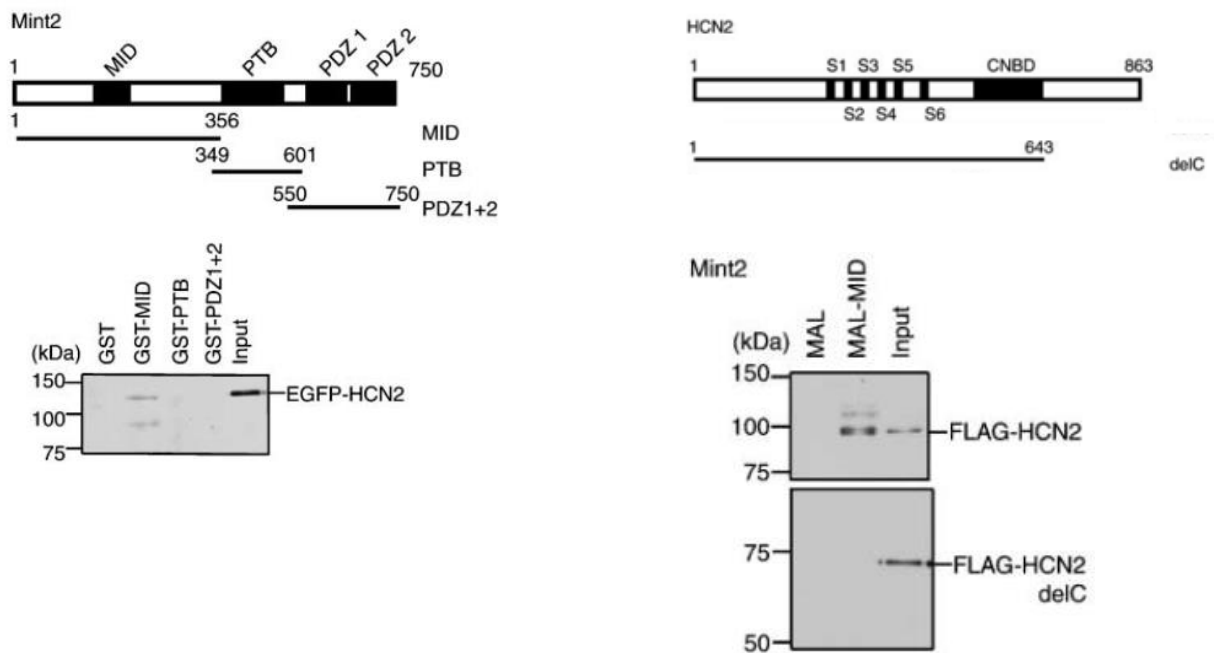 Mint2
1 MID PTB PDZ 1 PDZ 2 750
1 356 MID
349 601 PTB
550 750 PDZ1+2
GST GST-MID GST-PTB GST-PDZ1+2 Input
(kDa)
150
EGFP-HCN2
100
75
HCN2
1 S1 S3 S5 CNBD 863
S2 S4 S6
1 643 delC
Mint2
MAL MAL-MID Input
(kDa)
150
100
FLAG-HCN2
75
75
FLAG-HCN2
delC
50